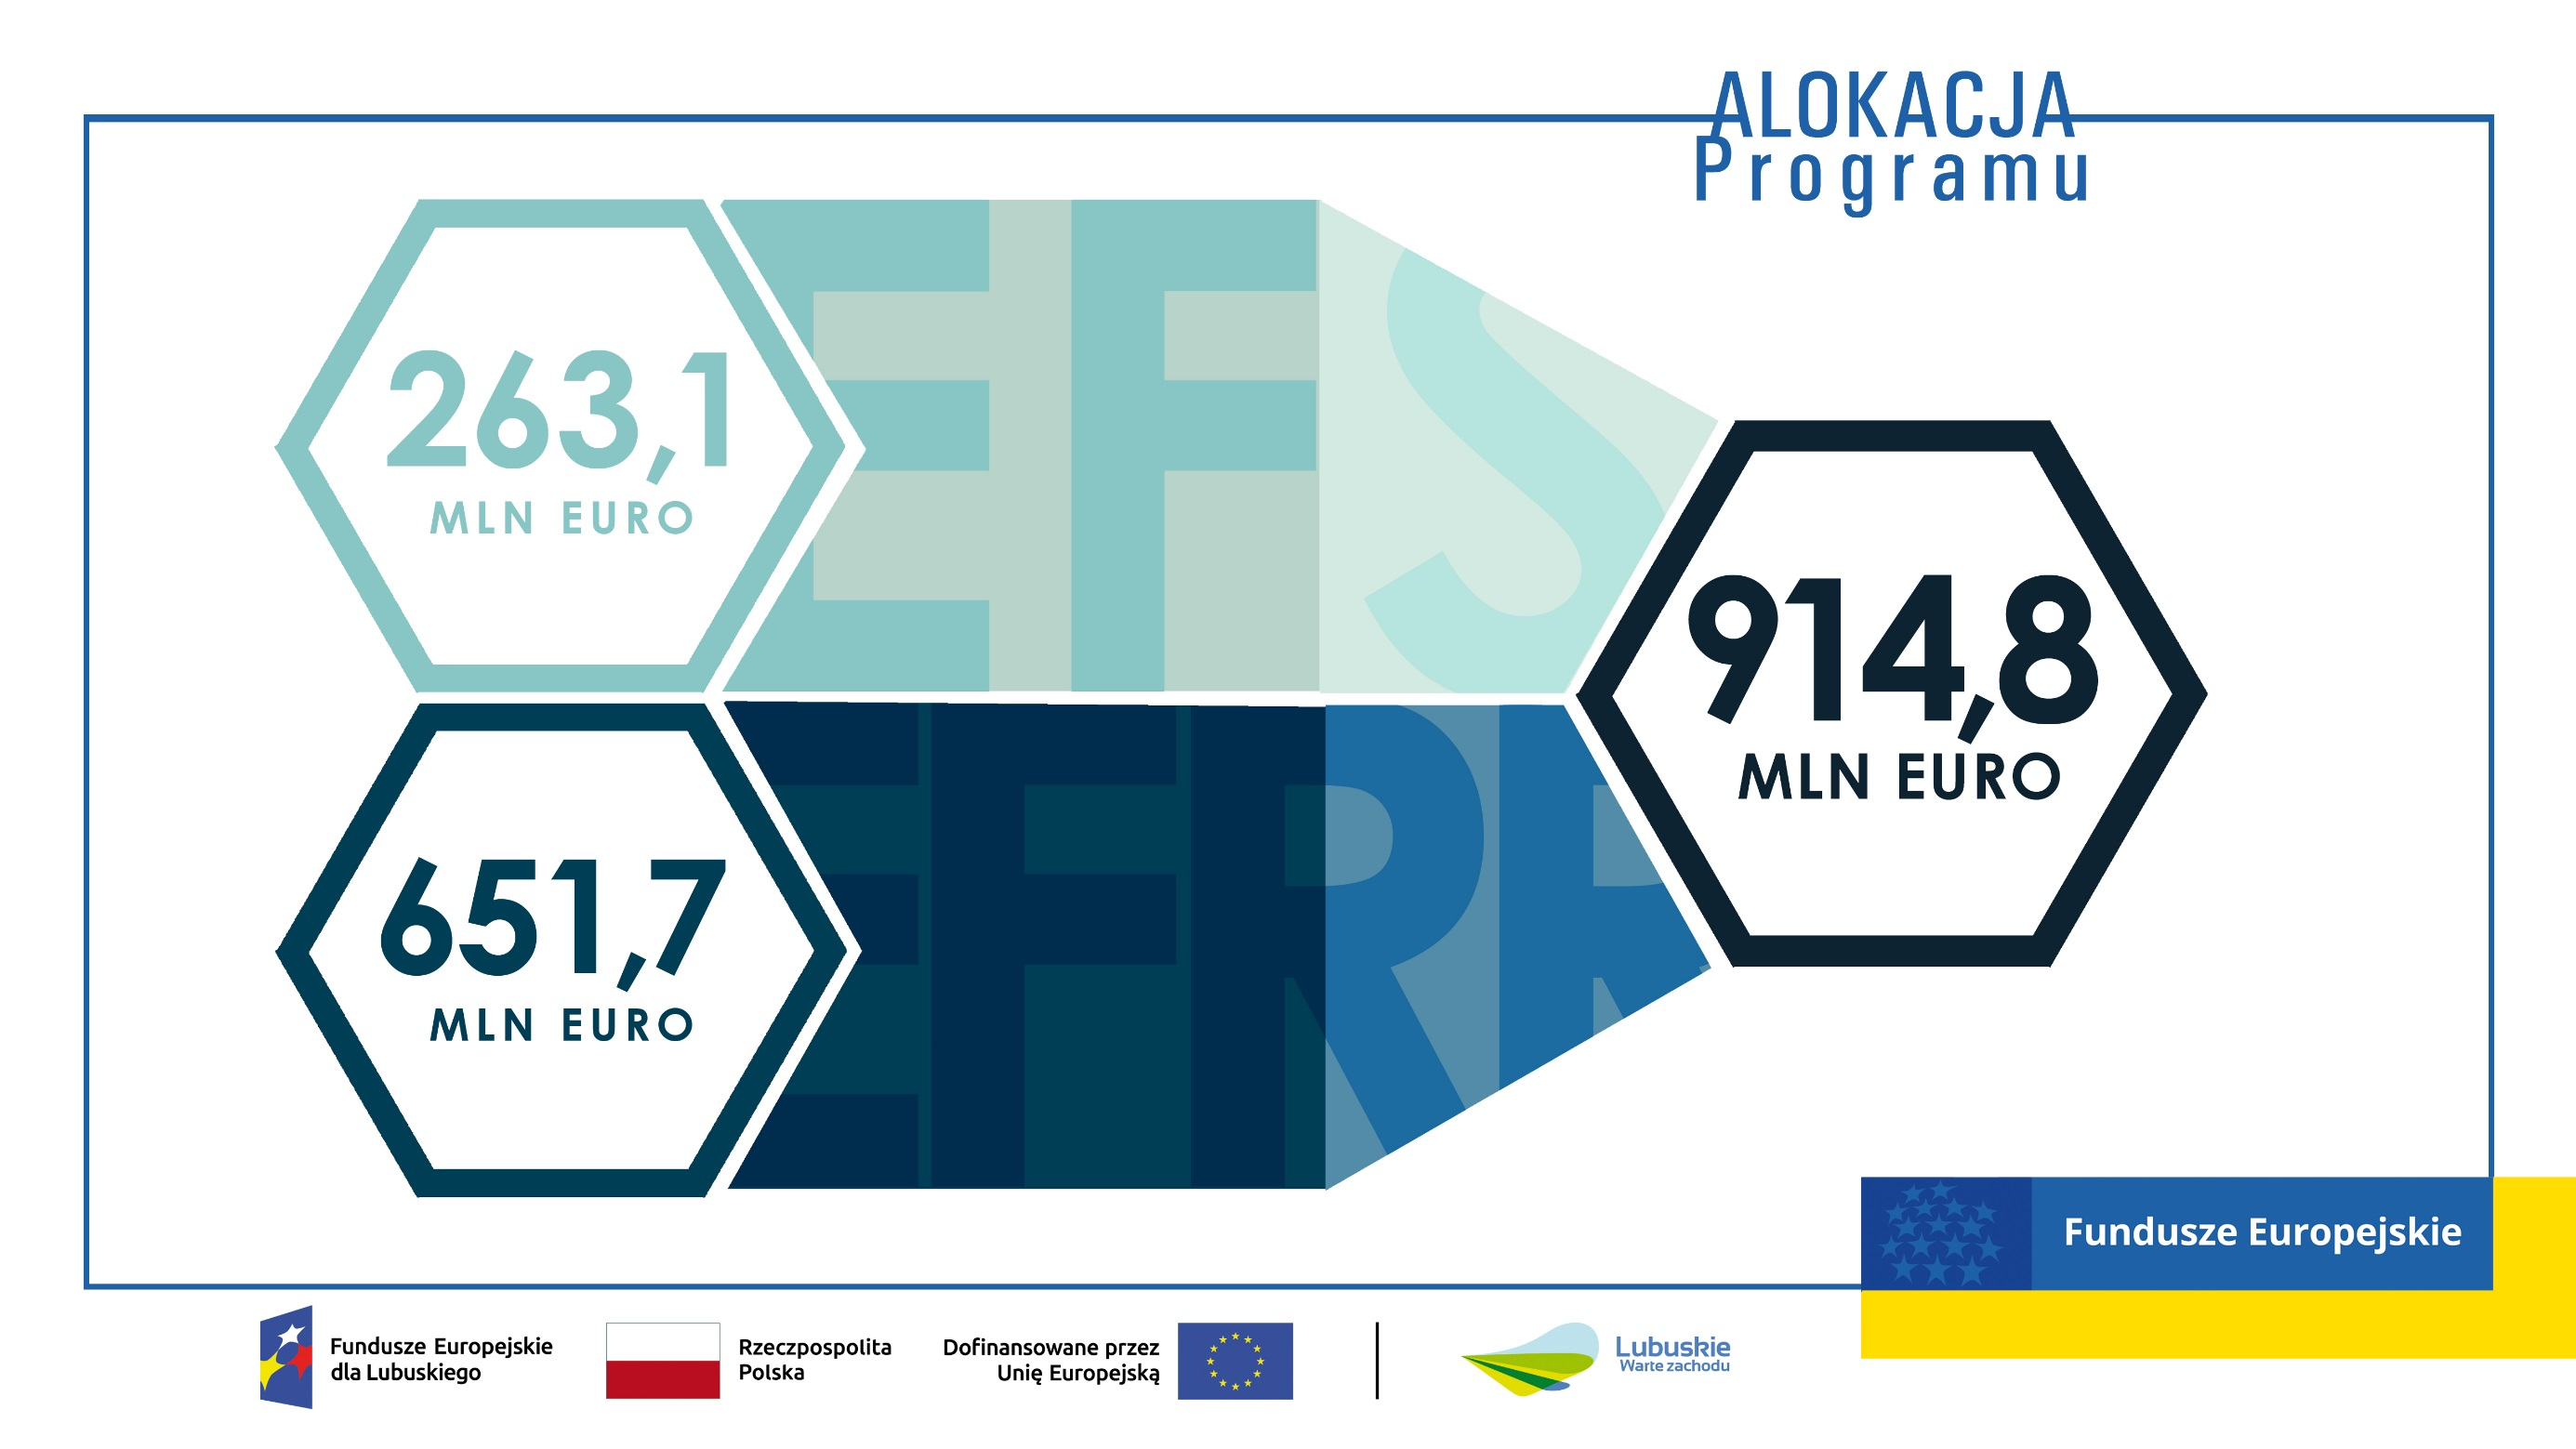 ALOKACJA
Programu
263,1
MLN EURO
EFS
914,8
MLN EURO
651,7
MLN EURO
EFRR
Fundusze Europejskie
Fundusze Europejskie
dla Lubuskiego
Rzeczpospolita
Polska
Dofinansowane przez
Unię Europejską
Lubuskie
Warte zachodu